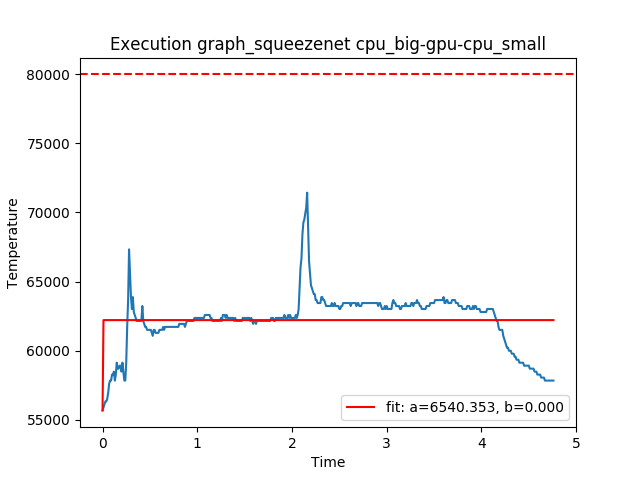 Execution graph_squeezenet cpu_big-gpu-cpu_small
80000
75000
70000
65000
60000
55000
Temperature
fit: a=6540.353, b=0.000
0 1 2 3 4 5
Time